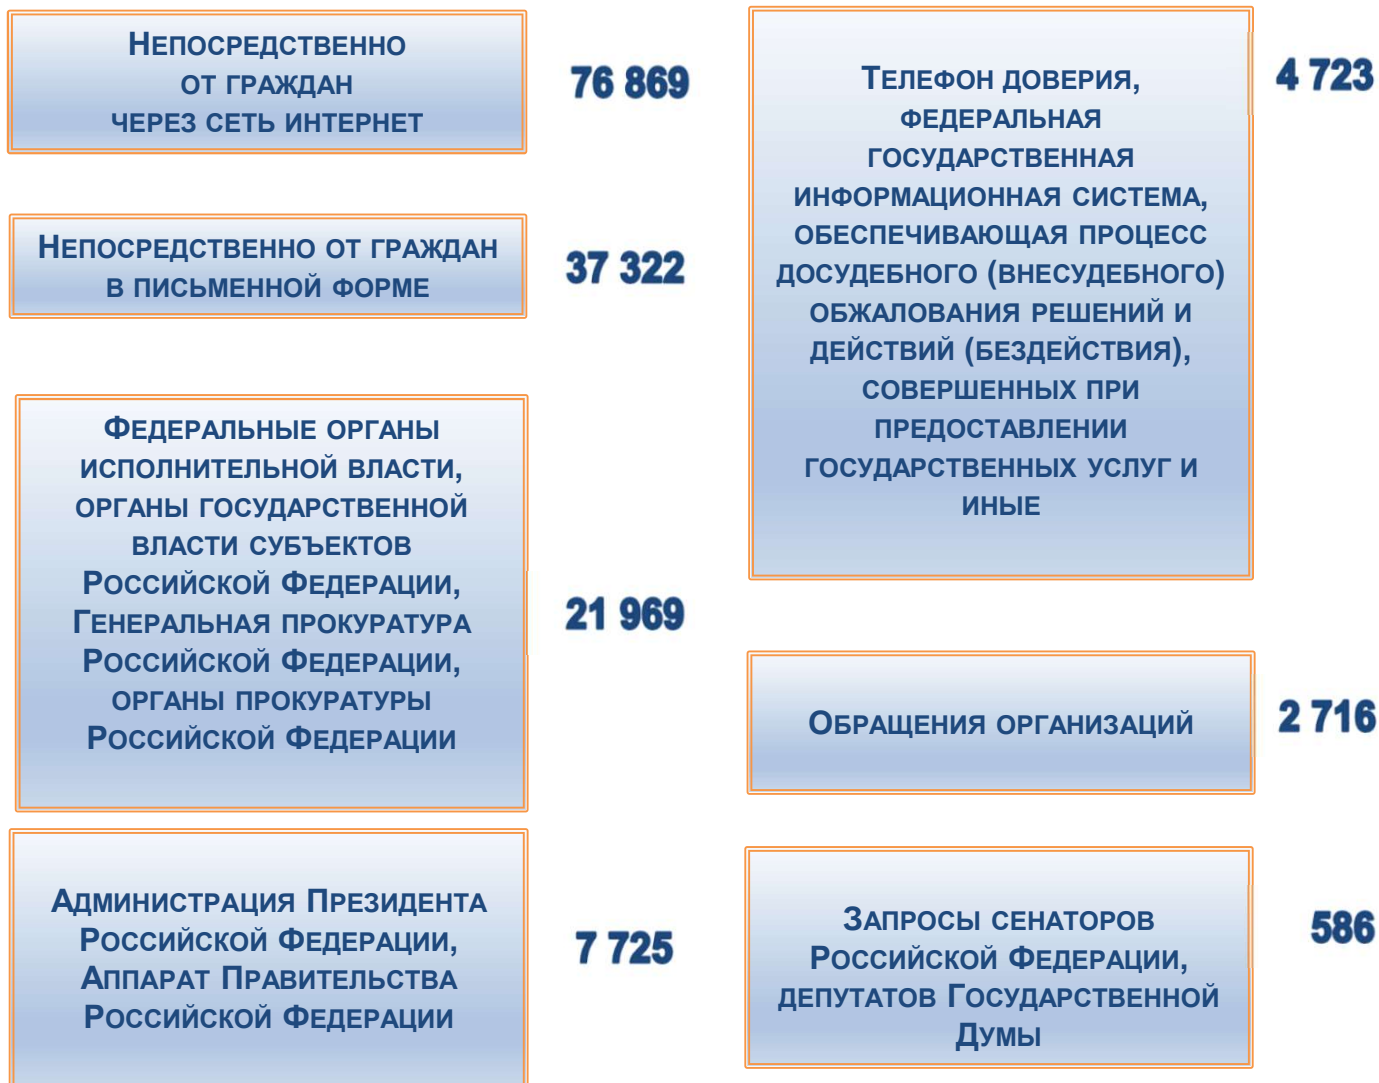 Непосредственно
от граждан
через сеть интернет
76 869
Непосредственно от граждан
в письменной форме
37 322
Федеральные органы
исполнительной власти,
органы государственной
власти субъектов
Российской Федерации,
Генеральная прокуратура
Российской Федерации,
органы прокуратуры
Российской Федерации
21 969
Администрация Президента
Российской Федерации,
Аппарат Правительства
Российской Федерации
7 725
Телефон доверия,
федеральная
государственная
информационная система,
обеспечивающая процесс
досудебного (внесудебного)
обжалования решений и
действий (бездействия),
совершенных при
предоставлении
государственных услуг и
иные
4 723
Обращения организаций
2 716
Запросы сенаторов
Российской Федерации,
депутатов Государственной
Думы
586